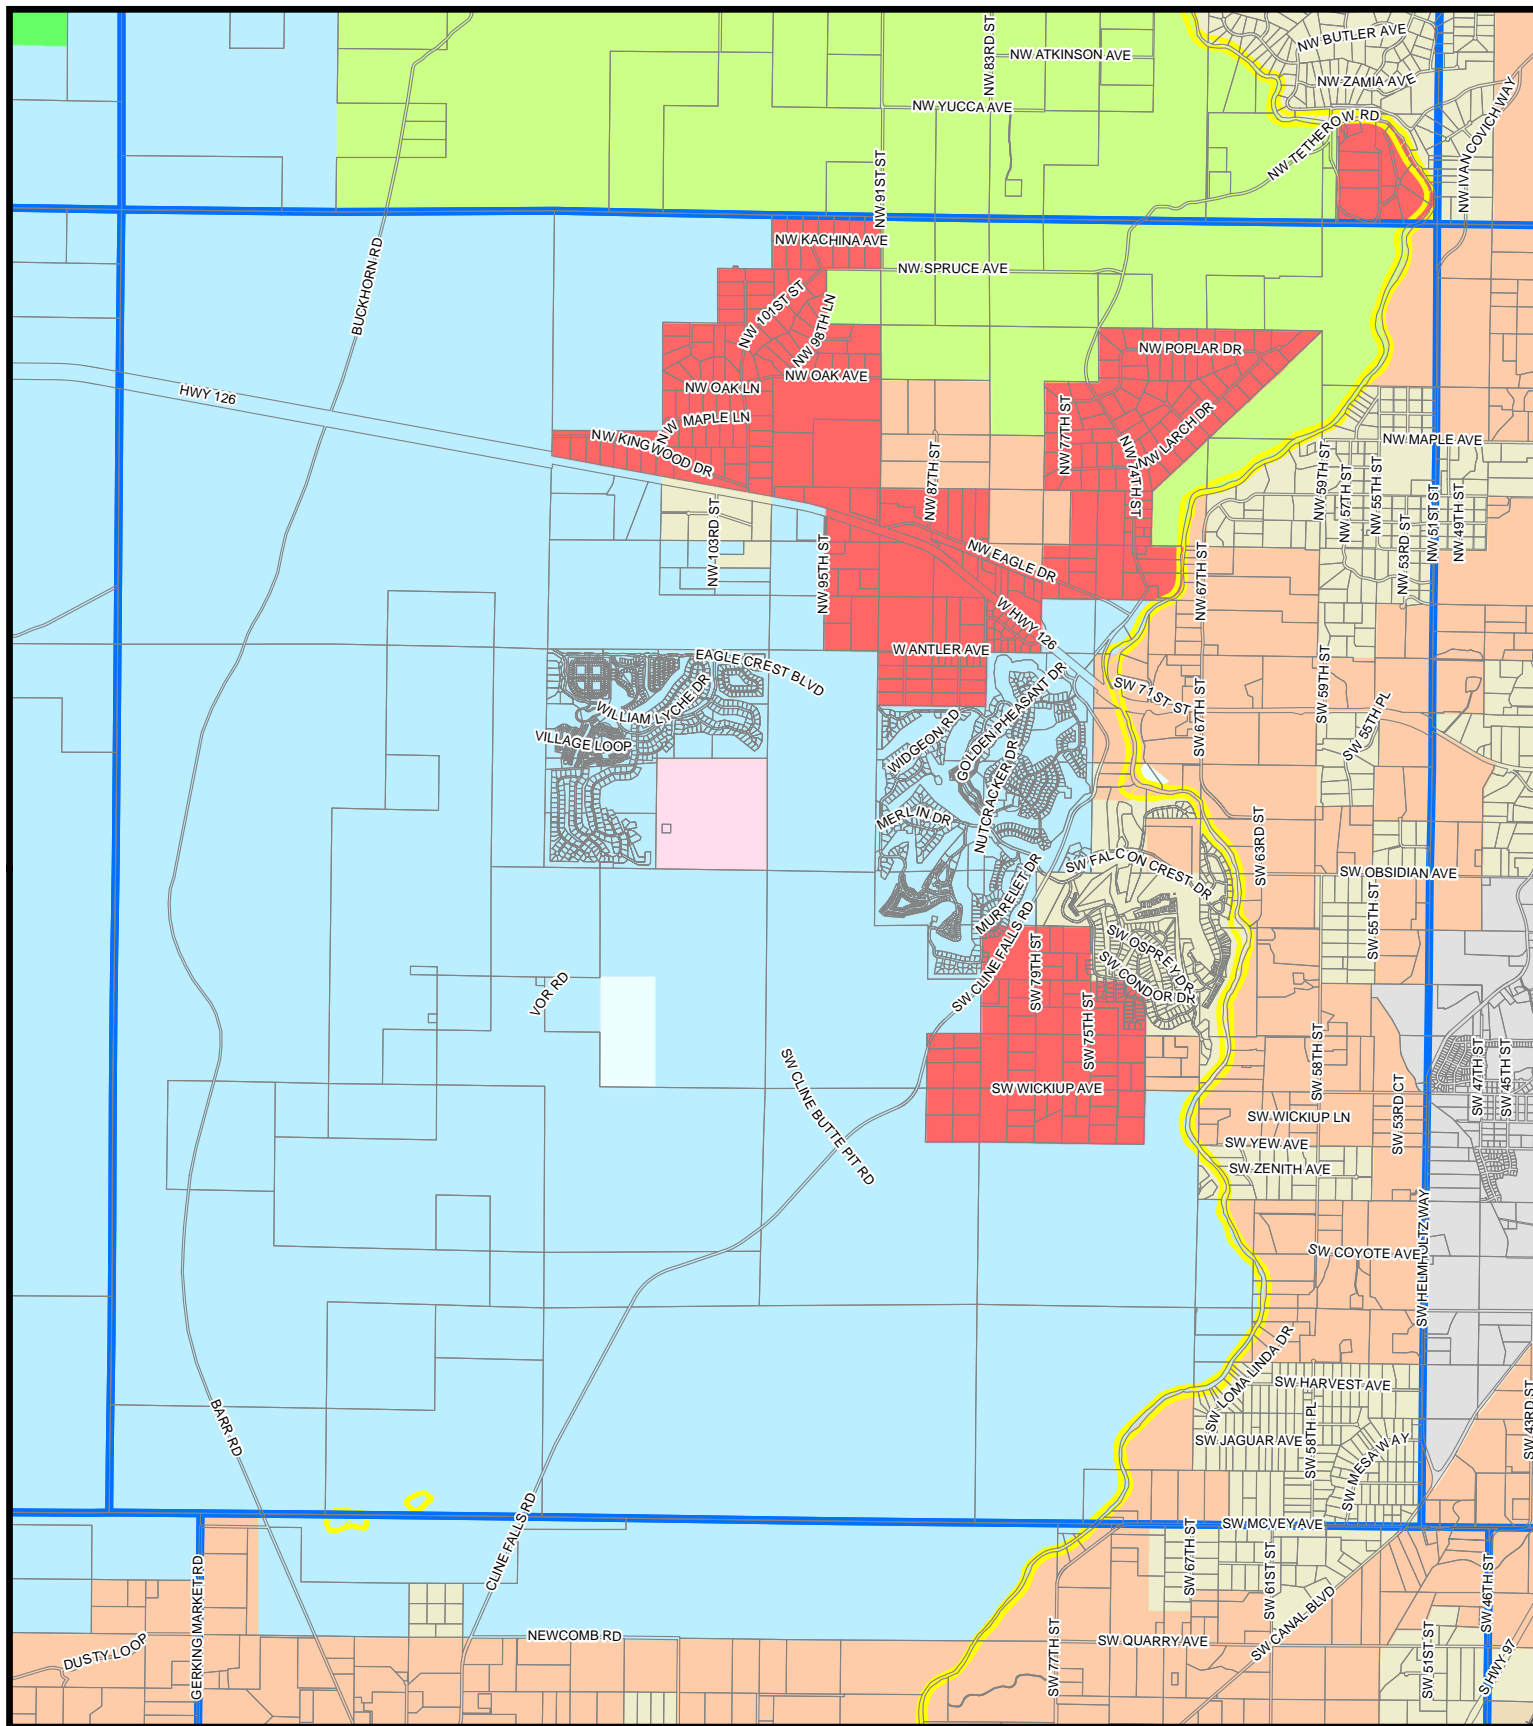 NW BUTLER AVE
NW 83RD ST
NW ATKINSON AVE
NW ZAMIA AVE
NW YUCCA AVE
NW IVANCOVICH WAY
NW TETHEROW RD
NW 91ST ST
NW KACHINA AVE
BUCKHORN RD
NW SPRUCE AVE
NW 101ST ST
NW 98TH LN
NW POPLAR DR
NW OAK AVE
NW OAK LN
HWY 126
NW MAPLE LN
NW 77TH ST
NW LARCH DR
NW MAPLE AVE
NW KINGWOOD DR
NW 87TH ST
NW 74TH ST
NW 59TH ST
NW 57TH ST
NW 55TH ST
NW 53RD ST
NW 51ST ST
NW 49TH ST
NW 103RD ST
NW 95TH ST
NW EAGLE DR
NW 67TH ST
W HWY 126
W ANTLER AVE
EAGLE CREST BLVD
SW 59TH ST
SW 71ST ST
SW 67TH ST
SW 55TH PL
WILLIAM LYCHE DR
GOLDEN PHEASANT DR
WIDGEON RD
VILLAGE LOOP
NUTCRACKER DR
MERLIN DR
SW 63RD ST
SW FALCON CREST DR
SW OBSIDIAN AVE
MURRELET DR
SW 55TH ST
SW CLINE FALLS RD
SW 79TH ST
SW OSPREY DR
SW CONDOR DR
VOR RD
SW 75TH ST
SW 58TH ST
SW 47TH ST
SW 45TH ST
SW WICKIUP AVE
SW CLINE BUTTE PIT RD
SW 53RD CT
SW WICKIUP LN
SW YEW AVE
SW ZENITH AVE
SW HELMHOLTZ WAY
SW COYOTE AVE
SW LOMA LINDA DR
SW HARVEST AVE
SW 43RD ST
BARR RD
SW JAGUAR AVE
SW 58TH PL
SW MESA WAY
CLINE FALLS RD
SW MCVEY AVE
GERKING MARKET RD
SW 67TH ST
SW 61ST ST
SW 46TH ST
SW CANAL BLVD
DUSTY LOOP
NEWCOMB RD
SW 77TH ST
SW QUARRY AVE
SW 51ST ST
S HWY 97